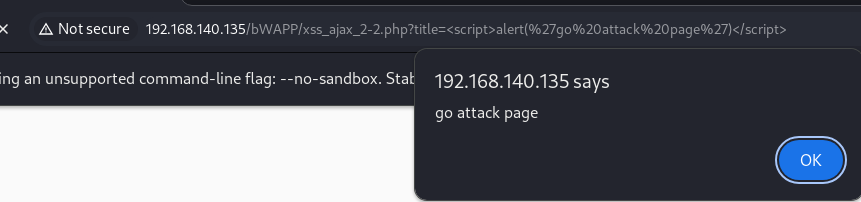 Not secure 192.168.140.135/bWAPP/xss_ajax_2-2.php?title=<script>alert(%27go%20attack%20page%27)</script>
ing an unsupported command-line flag: --no-sandbox. Stab
192.168.140.135 says
go attack page
OK